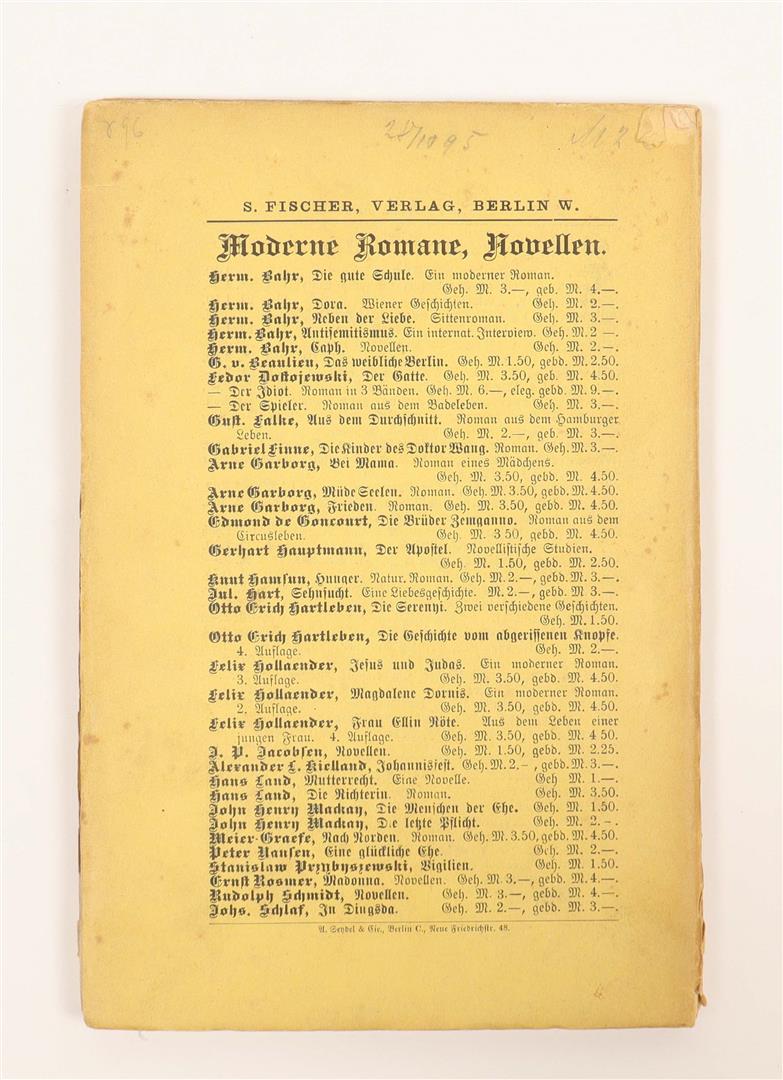 896
28/10 95
M 2
S. FISCHER, VERLAG, BERLIN W.
Moderne Romane, Novellen.
Herm. Bahr, Die gute Schule. Ein moderner Roman.
Geh. M. 3.—, geb. M. 4.—.
Herm. Bahr, Dora. Wiener Geschichten. Geh. M. 2.—.
Herm. Bahr, Neben der Liebe. Sittenroman. Geh. M. 3.—.
Herm. Bahr, Antisemitismus. Ein internat. Interview. Geh. M. 2 —.
Herm. Bahr, Caph. Novellen. Geh. M. 2.—.
G. v. Beaulieu, Das weibliche Berlin. Geh. M. 1.50, gebd. M. 2.50.
Fedor Dostojewski, Der Gatte. Geh. M. 3.50, geb. M. 4.50.
— Der Idiot. Roman in 3 Bänden. Geh. M. 6.—, eleg. gebd. M. 9.—.
— Der Spieler. Roman aus dem Badeleben. Geh. M. 3.—.
Gust. Falke, Aus dem Durchschnitt. Roman aus dem Hamburger
Leben. Geh. M. 2.—, geb. M. 3.—.
Gabriel Finne, Die Kinder des Doktor Wang. Roman. Geh. M. 3.—.
Arne Garborg, Bei Mama. Roman eines Mädchens.
Geh. M. 3.50, gebd. M. 4.50.
Arne Garborg, Müde Seelen. Roman. Geh. M. 3.50, gebd. M. 4.50.
Arne Garborg, Frieden. Roman. Geh. M. 3.50, gebd. M. 4.50.
Edmond de Goncourt, Die Brüder Zemganno. Roman aus dem
Circusleben. Geh. M. 3 50, gebd. M. 4.50.
Gerhart Hauptmann, Der Apostel. Novellistische Studien.
Geh. M. 1.50, gebd. M. 2.50.
Knut Hamsun, Hunger. Natur. Roman. Geh. M. 2.—, gebd. M. 3.—.
Jul. Hart, Sehnsucht. Eine Liebesgeschichte. M. 2.—, gebd. M 3.—.
Otto Erich Hartleben, Die Serenyi. Zwei verschiedene Geschichten.
Geh. M. 1.50.
Otto Erich Hartleben, Die Geschichte vom abgerissenen Knopfe.
4. Auflage. Geh. M. 2.—.
Felix Hollaender, Jesus und Judas. Ein moderner Roman.
3. Auflage. Geh. M. 3.50, gebd. M. 4.50.
Felix Hollaender, Magdalene Dornis. Ein moderner Roman.
2. Auflage. Geh. M. 3.50, gebd. M. 4.50.
Felix Hollaender, Frau Ellin Röte. Aus dem Leben einer
jungen Frau. 4. Auflage. Geh. M. 3.50, gebd. M. 4 50.
J. P. Jacobsen, Novellen. Geh. M. 1.50, gebd. M. 2.25.
Alexander L. Kielland, Johannisfest. Geh. M. 2.—, gebd. M. 3.—.
Hans Land, Mutterrecht. Eine Novelle. Geh M. 1.—.
Hans Land, Die Richterin. Roman. Geh. M. 3.50.
John Henry Mackay, Die Menschen der Ehe. Geh. M. 1.50.
John Henry Mackay, Die letzte Pflicht. Geh. M. 2.—.
Meier-Graefe, Nach Norden. Roman. Geh. M. 3.50, gebd. M. 4.50.
Peter Nansen, Eine glückliche Ehe. Geh. M. 2.—.
Stanislaw Przybyszewski, Vigilien. Geh. M. 1.50.
Ernst Rosmer, Madonna. Novellen. Geh. M. 3.—, gebd. M. 4.—.
Rudolph Schmidt, Novellen. Geh. M. 3.—, gebd. M. 4.—.
Johs. Schlaf, In Dingsda. Geh. M. 2.—, gebd. M. 3.—.
A. Seydel & Cie., Berlin C., Neue Friedrichstr. 48.